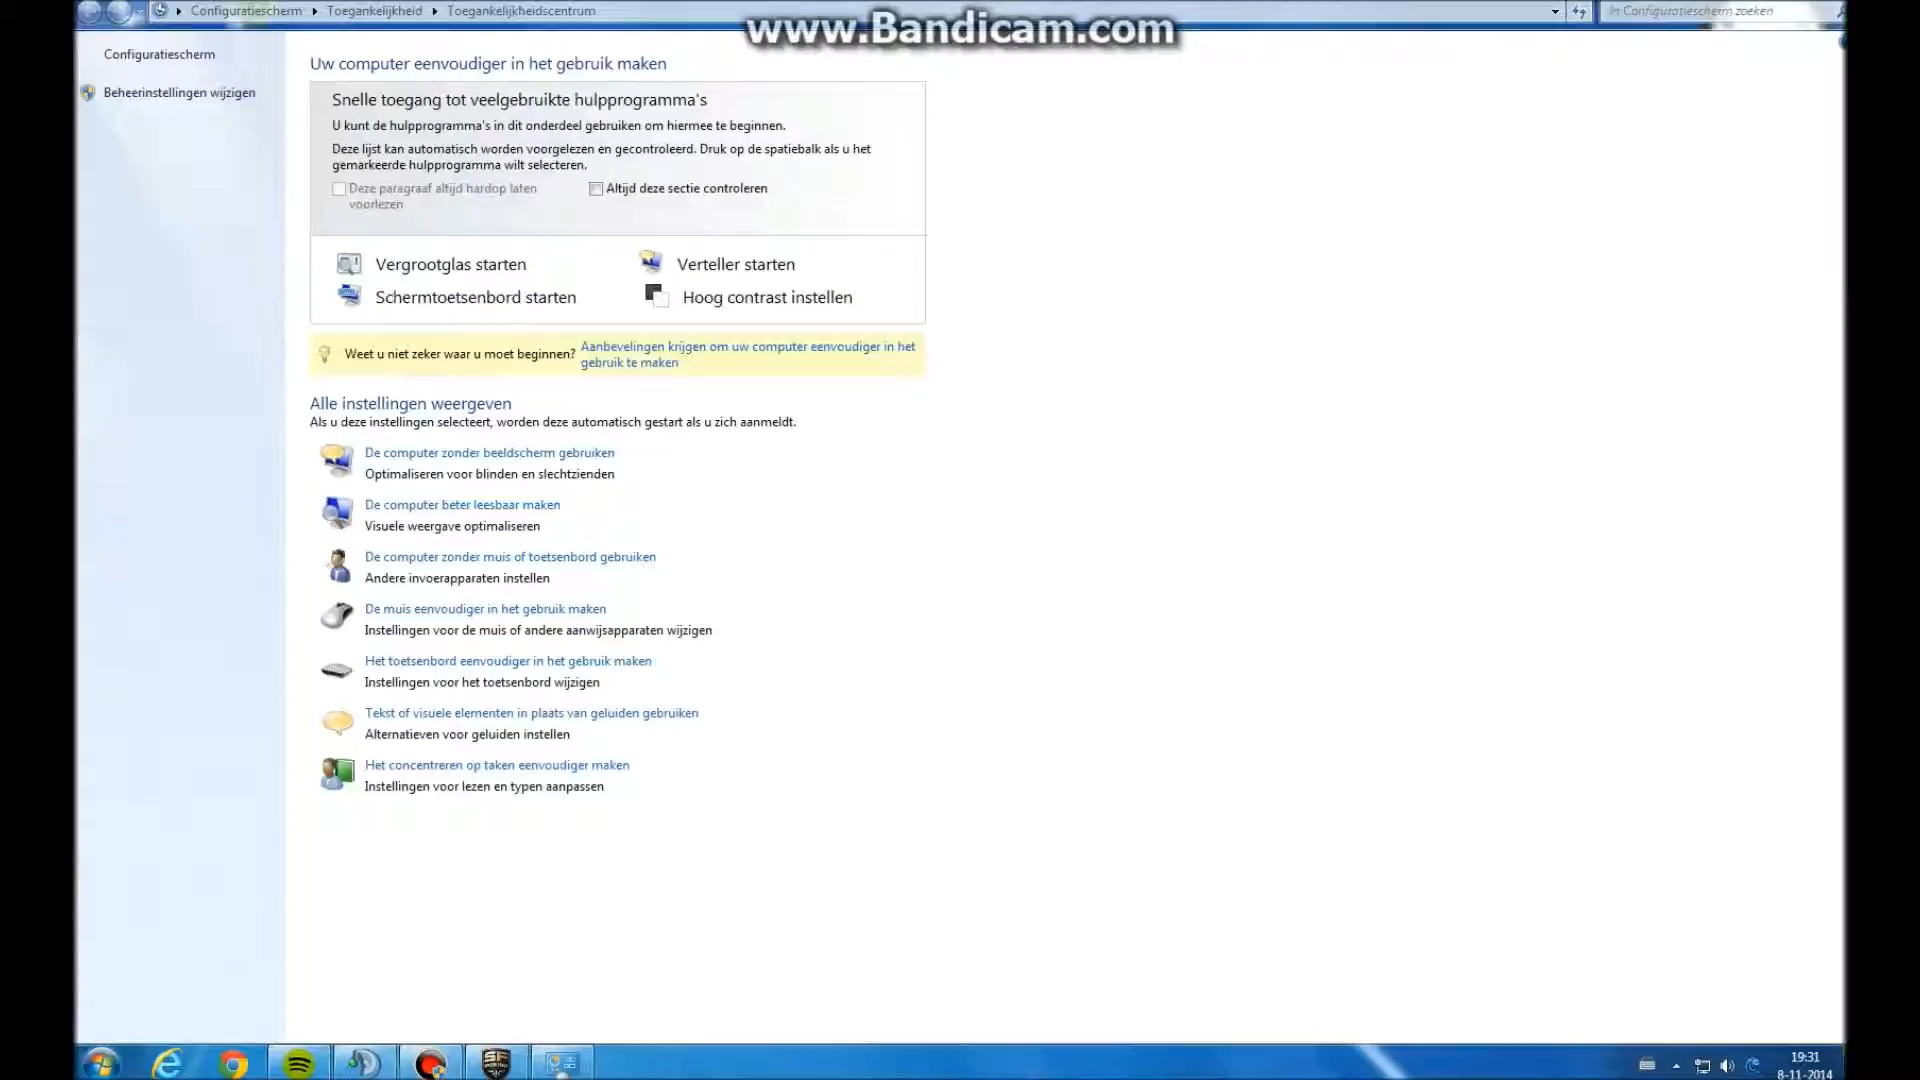 Configuratiescherm Toegankelijkheid Toegankelijkheidscentrum
In Configuratiescherm zoeken
www.Bandicam.com
Configuratiescherm
Beheerinstellingen wijzigen
Uw computer eenvoudiger in het gebruik maken
Snelle toegang tot veelgebruikte hulpprogramma's
U kunt de hulpprogramma's in dit onderdeel gebruiken om hiermee te beginnen.
Deze lijst kan automatisch worden voorgelezen en gecontroleerd. Druk op de spatiebalk als u het
gemarkeerde hulpprogramma wilt selecteren.
Deze paragraaf altijd hardop laten
voorlezen
Altijd deze sectie controleren
Vergrootglas starten
Verteller starten
Schermtoetsenbord starten
Hoog contrast instellen
Weet u niet zeker waar u moet beginnen?
Aanbevelingen krijgen om uw computer eenvoudiger in het
gebruik te maken
Alle instellingen weergeven
Als u deze instellingen selecteert, worden deze automatisch gestart als u zich aanmeldt.
De computer zonder beeldscherm gebruiken
Optimaliseren voor blinden en slechtzienden
De computer beter leesbaar maken
Visuele weergave optimaliseren
De computer zonder muis of toetsenbord gebruiken
Andere invoerapparaten instellen
De muis eenvoudiger in het gebruik maken
Instellingen voor de muis of andere aanwijsapparaten wijzigen
Het toetsenbord eenvoudiger in het gebruik maken
Instellingen voor het toetsenbord wijzigen
Tekst of visuele elementen in plaats van geluiden gebruiken
Alternatieven voor geluiden instellen
Het concentreren op taken eenvoudiger maken
Instellingen voor lezen en typen aanpassen
19:31
8-11-2014